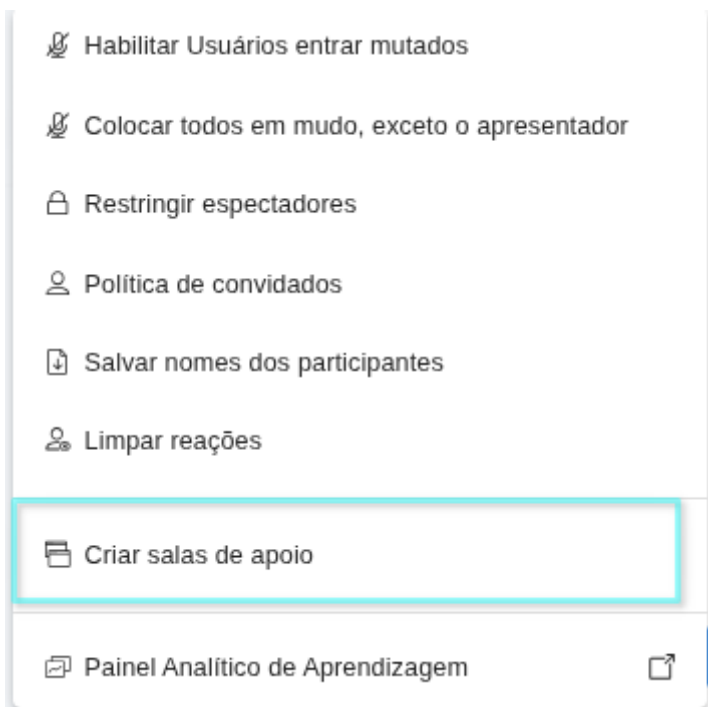 Habilitar Usuários entrar mutados
Colocar todos em mudo, exceto o apresentador
Restringir espectadores
Política de convidados
Salvar nomes dos participantes
Limpar reações
Criar salas de apoio
Painel Analítico de Aprendizagem